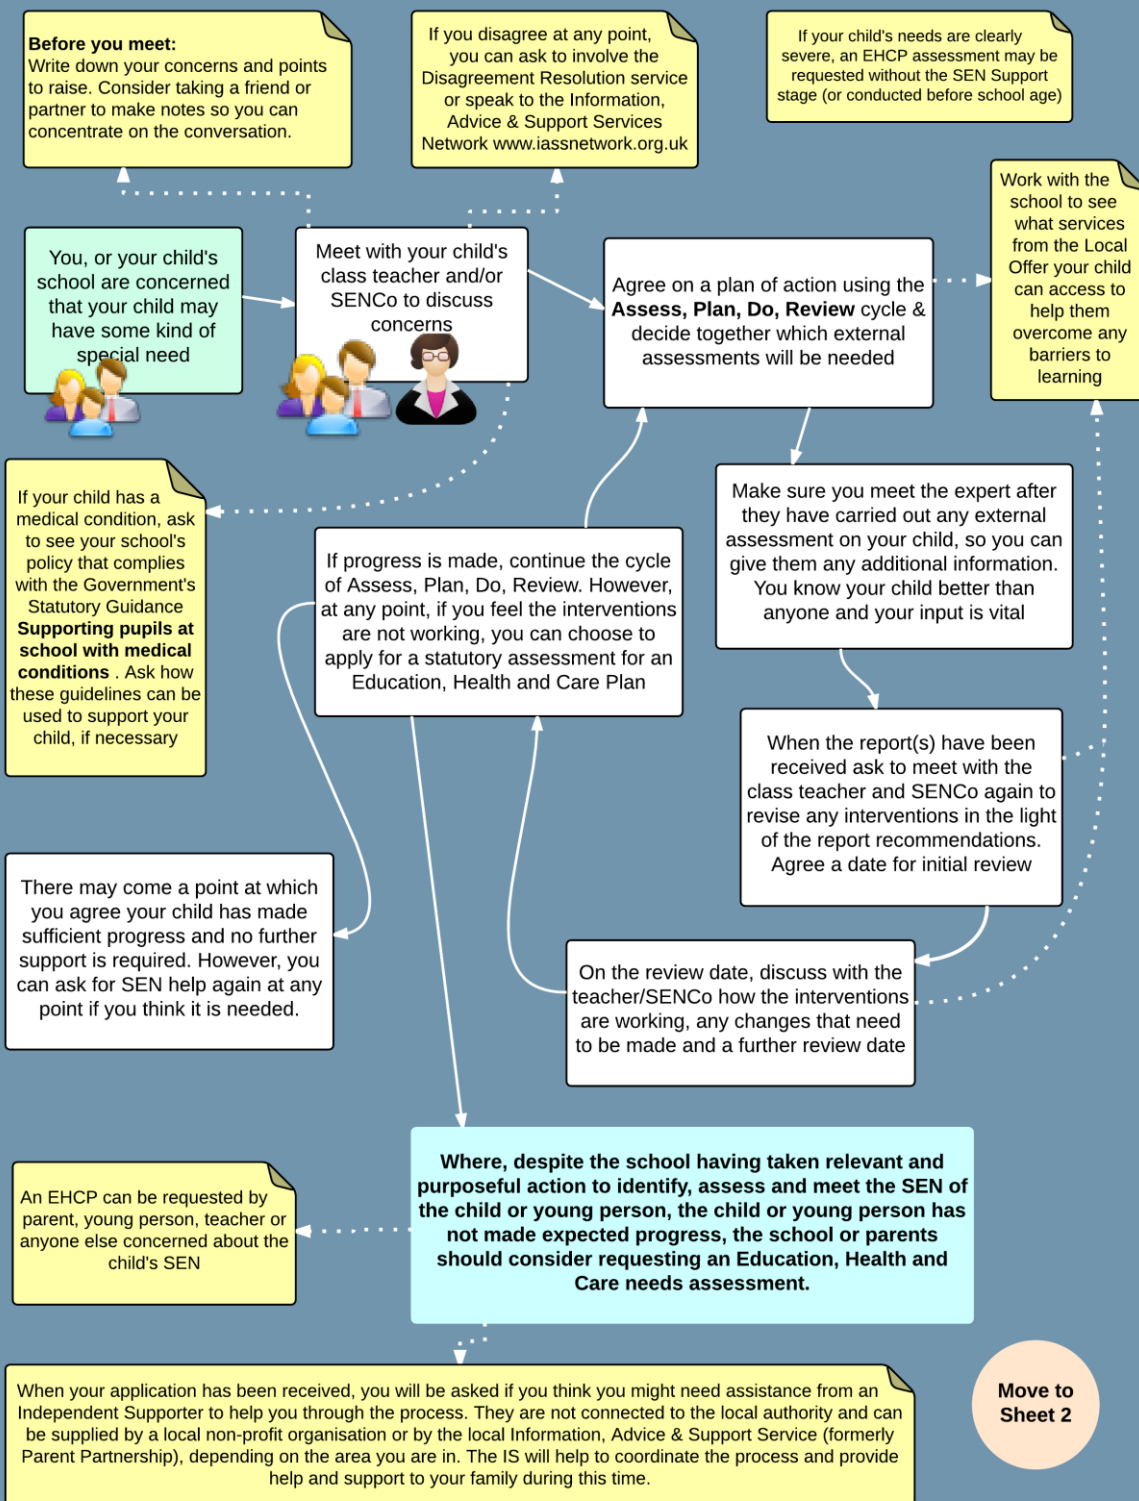 Before you meet:
Write down your concerns and points
to raise. Consider taking a friend or
partner to make notes so you can
concentrate on the conversation.
If you disagree at any point,
you can ask to involve the
Disagreement Resolution service
or speak to the Information,
Advice & Support Services
Network www.iassnetwork.org.uk
If your child's needs are clearly
severe, an EHCP assessment may be
requested without the SEN Support
stage (or conducted before school age)
You, or your child's
school are concerned
that your child may
have some kind of
special need
Meet with your child's
class teacher and/or
SENCo to discuss
concerns
Agree on a plan of action using the
Assess, Plan, Do, Review cycle &
decide together which external
assessments will be needed
Work with the
school to see
what services
from the Local
Offer your child
can access to
help them
overcome any
barriers to
learning
If your child has a
medical condition, ask
to see your school's
policy that complies
with the Government's
Statutory Guidance
Supporting pupils at
school with medical
conditions . Ask how
these guidelines can be
used to support your
child, if necessary
If progress is made, continue the cycle
of Assess, Plan, Do, Review. However,
at any point, if you feel the interventions
are not working, you can choose to
apply for a statutory assessment for an
Education, Health and Care Plan
Make sure you meet the expert after
they have carried out any external
assessment on your child, so you can
give them any additional information.
You know your child better than
anyone and your input is vital
When the report(s) have been
received ask to meet with the
class teacher and SENCo again to
revise any interventions in the light
of the report recommendations.
Agree a date for initial review
There may come a point at which
you agree your child has made
sufficient progress and no further
support is required. However, you
can ask for SEN help again at any
point if you think it is needed.
On the review date, discuss with the
teacher/SENCo how the interventions
are working, any changes that need
to be made and a further review date
Where, despite the school having taken relevant and
purposeful action to identify, assess and meet the SEN of
the child or young person, the child or young person has
not made expected progress, the school or parents
should consider requesting an Education, Health and
Care needs assessment.
An EHCP can be requested by
parent, young person, teacher or
anyone else concerned about the
child's SEN
When your application has been received, you will be asked if you think you might need assistance from an
Independent Supporter to help you through the process. They are not connected to the local authority and can
be supplied by a local non-profit organisation or by the local Information, Advice & Support Service (formerly
Parent Partnership), depending on the area you are in. The IS will help to coordinate the process and provide
help and support to your family during this time.
Move to
Sheet 2